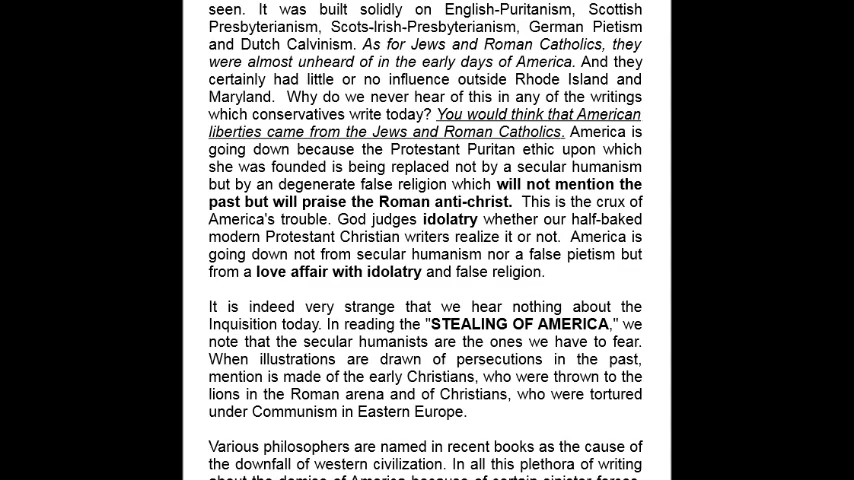 seen. It was built solidly on English-Puritanism, Scottish
Presbyterianism, Scots-Irish-Presbyterianism, German Pietism
and Dutch Calvinism. As for Jews and Roman Catholics, they
were almost unheard of in the early days of America. And they
certainly had little or no influence outside Rhode Island and
Maryland. Why do we never hear of this in any of the writings
which conservatives write today? You would think that American
liberties came from the Jews and Roman Catholics. America is
going down because the Protestant Puritan ethic upon which
she was founded is being replaced not by a secular humanism
but by an degenerate false religion which will not mention the
past but will praise the Roman anti-christ. This is the crux of
America's trouble. God judges idolatry whether our half-baked
modern Protestant Christian writers realize it or not. America is
going down not from secular humanism nor a false pietism but
from a love affair with idolatry and false religion.
It is indeed very strange that we hear nothing about the
Inquisition today. In reading the "STEALING OF AMERICA," we
note that the secular humanists are the ones we have to fear.
When illustrations are drawn of persecutions in the past,
mention is made of the early Christians, who were thrown to the
lions in the Roman arena and of Christians, who were tortured
under Communism in Eastern Europe.
Various philosophers are named in recent books as the cause of
the downfall of western civilization. In all this plethora of writing
about the demise of America because of certain sinister forces,